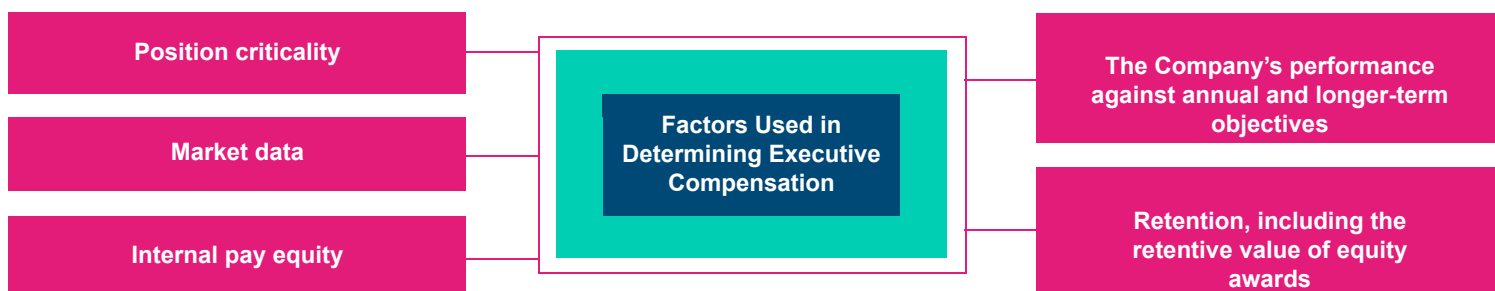 Position criticality
Market data
Internal pay equity
Factors Used in
Determining Executive
Compensation
The Company’s performance
against annual and longer-term
objectives
Retention, including the
retentive value of equity
awards